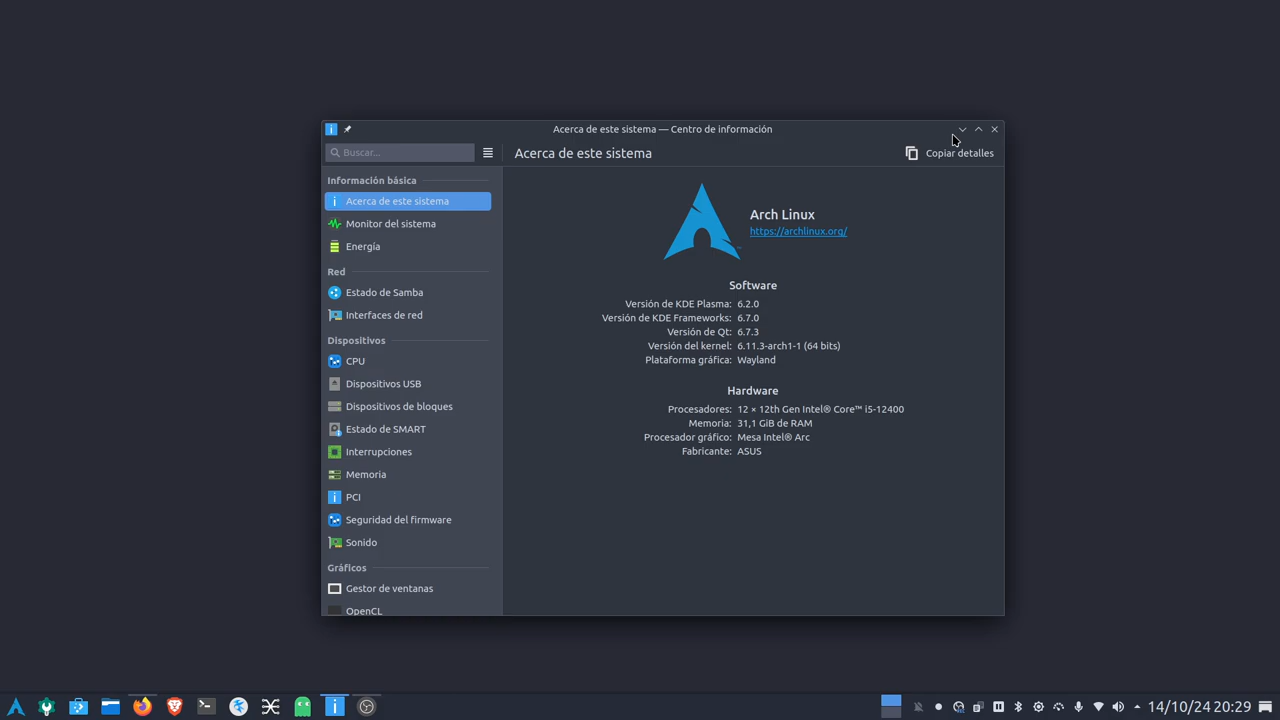 Acerca de este sistema — Centro de información
Buscar...
Acerca de este sistema
Copiar detalles
Información básica
Acerca de este sistema
Monitor del sistema
Energía
Red
Estado de Samba
Interfaces de red
Dispositivos
CPU
Dispositivos USB
Dispositivos de bloques
Estado de SMART
Interrupciones
Memoria
PCI
Seguridad del firmware
Sonido
Gráficos
Gestor de ventanas
OpenCL
Arch Linux
https://archlinux.org/
Software
Versión de KDE Plasma: 6.2.0
Versión de KDE Frameworks: 6.7.0
Versión de Qt: 6.7.3
Versión del kernel: 6.11.3-arch1-1 (64 bits)
Plataforma gráfica: Wayland
Hardware
Procesadores: 12 × 12th Gen Intel® Core™ i5-12400
Memoria: 31,1 GiB de RAM
Procesador gráfico: Mesa Intel® Arc
Fabricante: ASUS
14/10/24 20:29